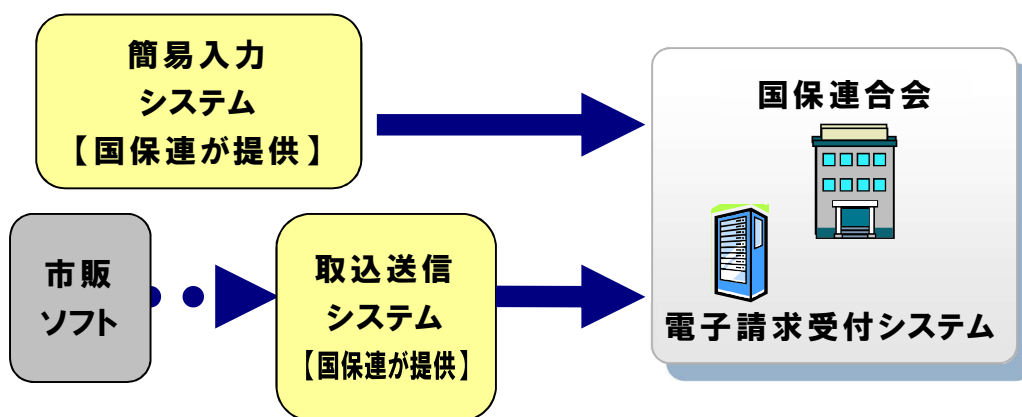 簡易入力
システム
【国保連が提供】
国保連合会
市販
ソフト
取込送信
システム
【国保連が提供】
電子請求受付システム